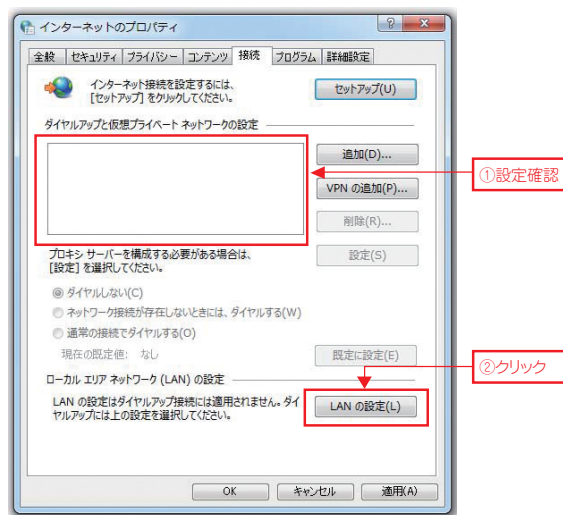 インターネットのプロパティ
全般 セキュリティ プライバシー コンテンツ 接続 プログラム 詳細設定
インターネット接続を設定するには、
[セットアップ] をクリックしてください。
セットアップ(U)
ダイヤルアップと仮想プライベート ネットワークの設定
追加(D)...
①設定確認
VPN の追加(P)...
削除(R)...
プロキシ サーバーを構成する必要がある場合は、
[設定] を選択してください。
設定(S)
ダイヤルしない(C)
ネットワーク接続が存在しないときには、ダイヤルする(W)
通常の接続でダイヤルする(O)
現在の既定値: なし
既定に設定(E)
②クリック
ローカル エリア ネットワーク (LAN) の設定
LAN の設定はダイヤルアップ接続には適用されません。ダイ
ヤルアップには上の設定を選択してください。
LAN の設定(L)
OK キャンセル 適用(A)